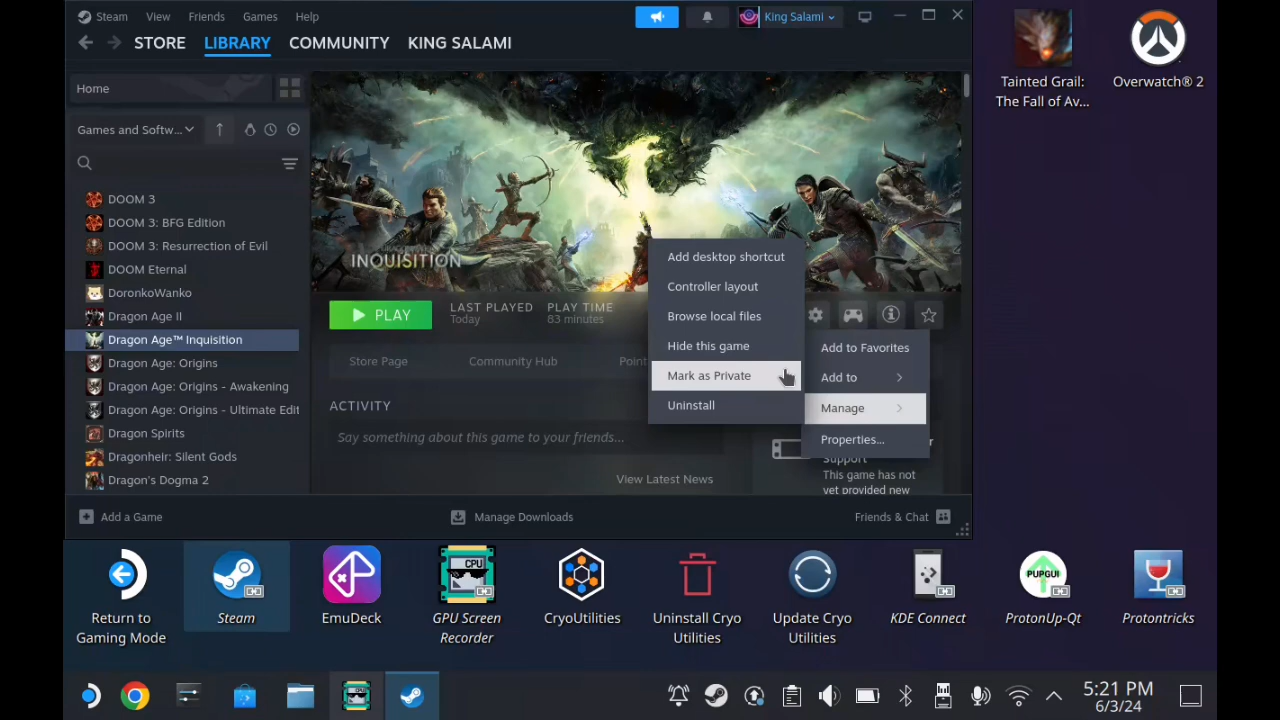 Steam View Friends Games Help King Salami
STORE LIBRARY COMMUNITY KING SALAMI
Home
Games and Softw...
DOOM 3
DOOM 3: BFG Edition
DOOM 3: Resurrection of Evil
DOOM Eternal
DoronkoWanko
Dragon Age II
Dragon Age™ Inquisition
Dragon Age: Origins
Dragon Age: Origins - Awakening
Dragon Age: Origins - Ultimate Edit
Dragon Spirits
Dragonheir: Silent Gods
Dragon's Dogma 2
INQUISITION
PLAY
LAST PLAYED
Today
PLAY TIME
83 minutes
Store Page Community Hub Poin
ACTIVITY
Say something about this game to your friends...
View Latest News
Add desktop shortcut
Controller layout
Browse local files
Hide this game
Mark as Private
Uninstall
Add to Favorites
Add to
Manage
Properties...
Support
This game has not
yet provided new
Add a Game Manage Downloads Friends & Chat
Tainted Grail:
The Fall of Av...
Overwatch® 2
Return to
Gaming Mode
Steam
EmuDeck
CPU
GPU Screen
Recorder
CryoUtilities
Uninstall Cryo
Utilities
Update Cryo
Utilities
KDE Connect
PUPGUI
ProtonUp-Qt
Protontricks
5:21 PM
6/3/24